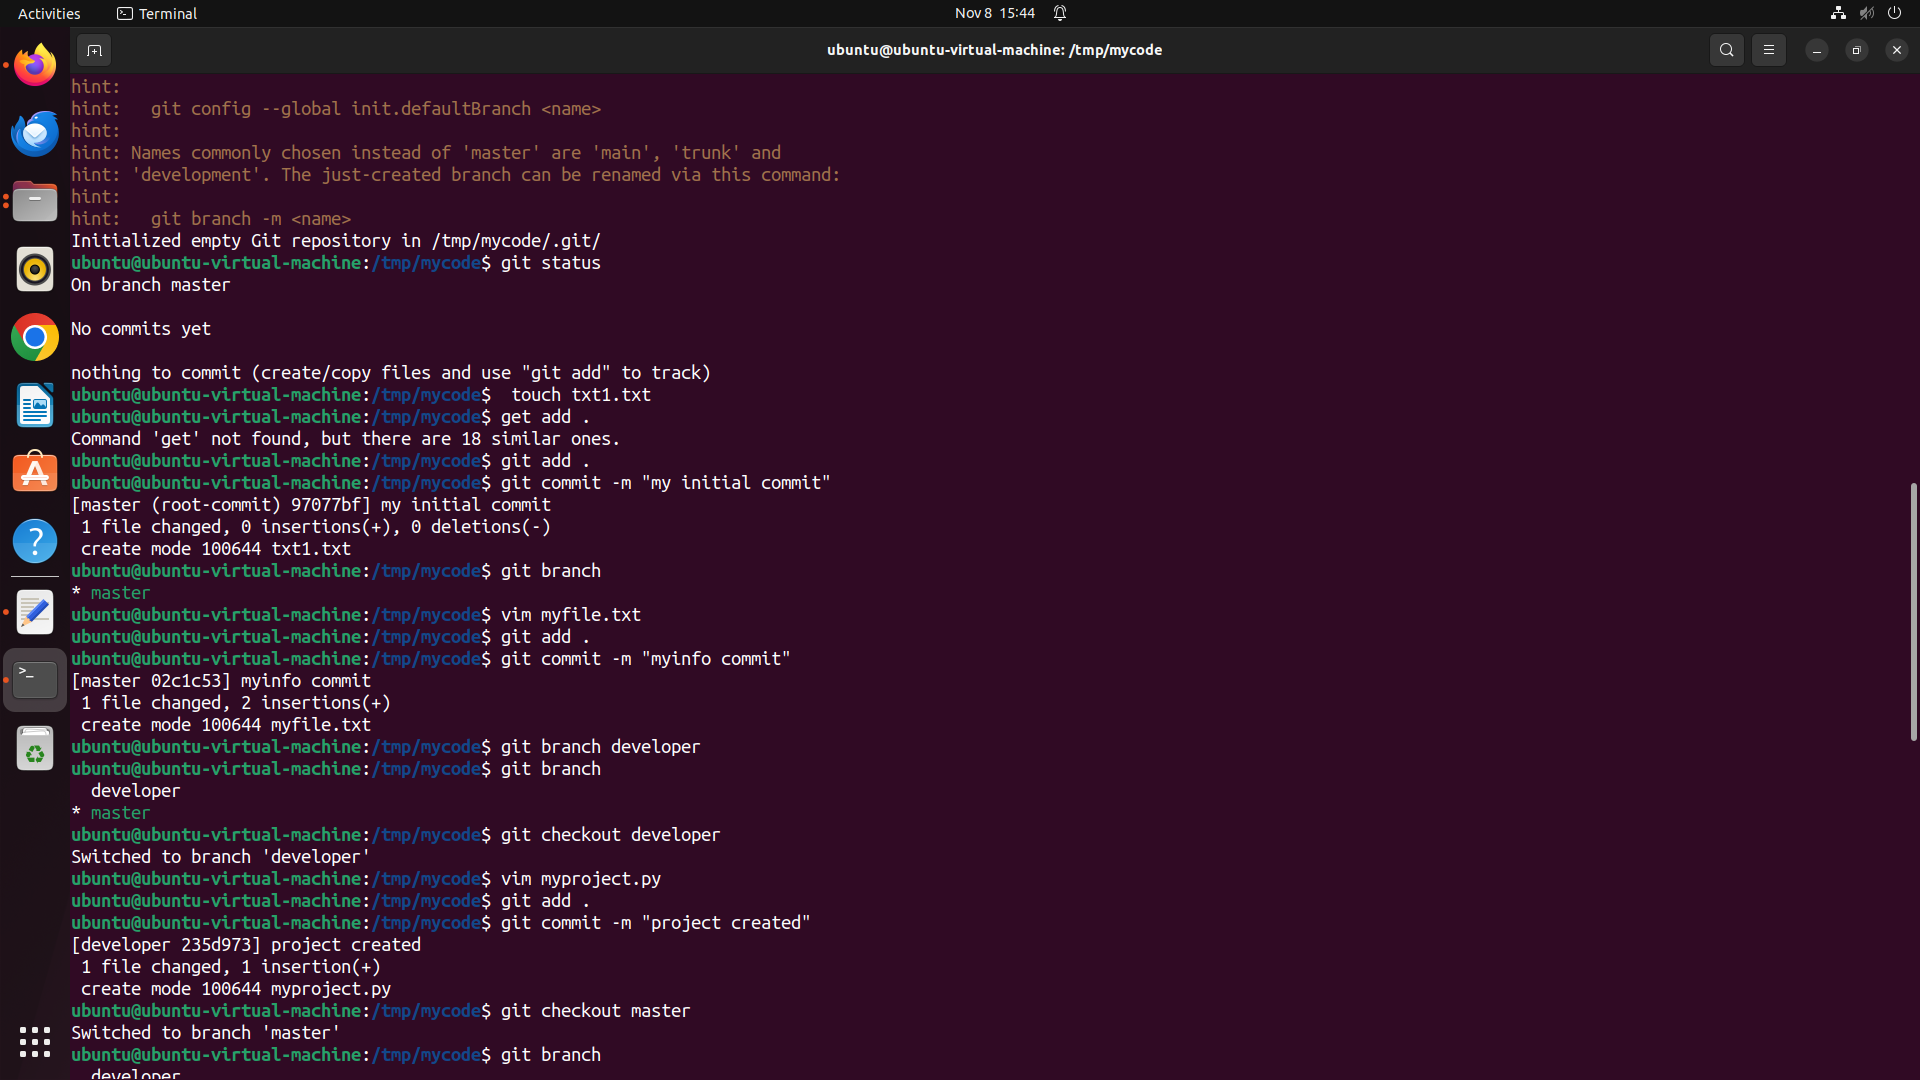 Activities
Terminal
Nov 8 15:44
ubuntu@ubuntu-virtual-machine: /tmp/mycode
hint:
hint:   git config --global init.defaultBranch <name>
hint:
hint: Names commonly chosen instead of 'master' are 'main', 'trunk' and
hint: 'development'. The just-created branch can be renamed via this command:
hint:
hint:   git branch -m <name>
Initialized empty Git repository in /tmp/mycode/.git/
ubuntu@ubuntu-virtual-machine:/tmp/mycode$ git status
On branch master
No commits yet
nothing to commit (create/copy files and use "git add" to track)
ubuntu@ubuntu-virtual-machine:/tmp/mycode$  touch txt1.txt
ubuntu@ubuntu-virtual-machine:/tmp/mycode$ get add .
Command 'get' not found, but there are 18 similar ones.
ubuntu@ubuntu-virtual-machine:/tmp/mycode$ git add .
ubuntu@ubuntu-virtual-machine:/tmp/mycode$ git commit -m "my initial commit"
[master (root-commit) 97077bf] my initial commit
 1 file changed, 0 insertions(+), 0 deletions(-)
 create mode 100644 txt1.txt
ubuntu@ubuntu-virtual-machine:/tmp/mycode$ git branch
* master
ubuntu@ubuntu-virtual-machine:/tmp/mycode$ vim myfile.txt
ubuntu@ubuntu-virtual-machine:/tmp/mycode$ git add .
ubuntu@ubuntu-virtual-machine:/tmp/mycode$ git commit -m "myinfo commit"
[master 02c1c53] myinfo commit
 1 file changed, 2 insertions(+)
 create mode 100644 myfile.txt
ubuntu@ubuntu-virtual-machine:/tmp/mycode$ git branch developer
ubuntu@ubuntu-virtual-machine:/tmp/mycode$ git branch
  developer
* master
ubuntu@ubuntu-virtual-machine:/tmp/mycode$ git checkout developer
Switched to branch 'developer'
ubuntu@ubuntu-virtual-machine:/tmp/mycode$ vim myproject.py
ubuntu@ubuntu-virtual-machine:/tmp/mycode$ git add .
ubuntu@ubuntu-virtual-machine:/tmp/mycode$ git commit -m "project created"
[developer 235d973] project created
 1 file changed, 1 insertion(+)
 create mode 100644 myproject.py
ubuntu@ubuntu-virtual-machine:/tmp/mycode$ git checkout master
Switched to branch 'master'
ubuntu@ubuntu-virtual-machine:/tmp/mycode$ git branch
  developer